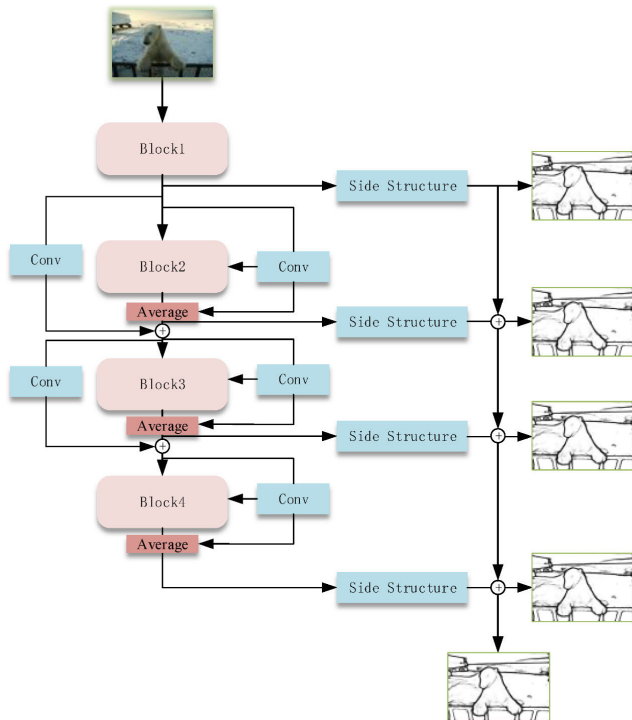 Block1
Side Structure
Conv
Block2
Conv
Average
Side Structure
Conv
Block3
Conv
Average
Side Structure
Block4
Conv
Average
Side Structure